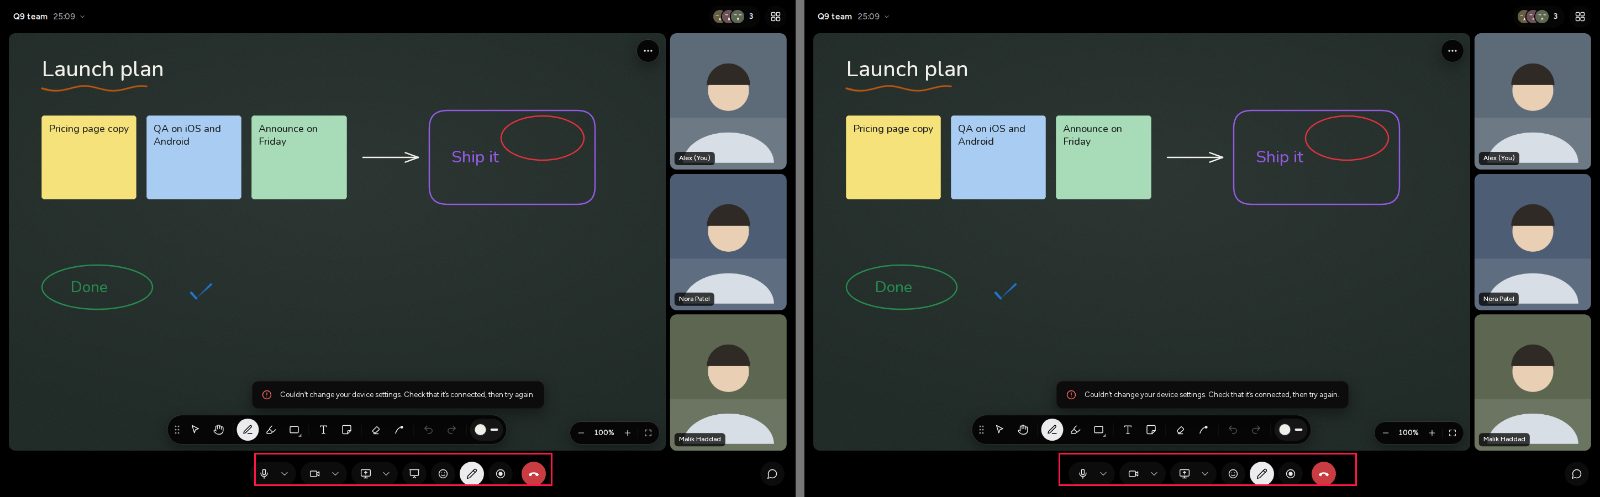 Q9 team 25:09
3
Launch plan
Pricing page copy
QA on iOS and
Android
Announce on
Friday
Ship it
Done
Alex (You)
Nora Patel
Malik Haddad
Couldn't change your device settings. Check that it's connected, then try again
100%
Q9 team 25:09
3
Launch plan
Pricing page copy
QA on iOS and
Android
Announce on
Friday
Ship it
Done
Alex (You)
Nora Patel
Malik Haddad
Couldn't change your device settings. Check that it's connected, then try again.
100%